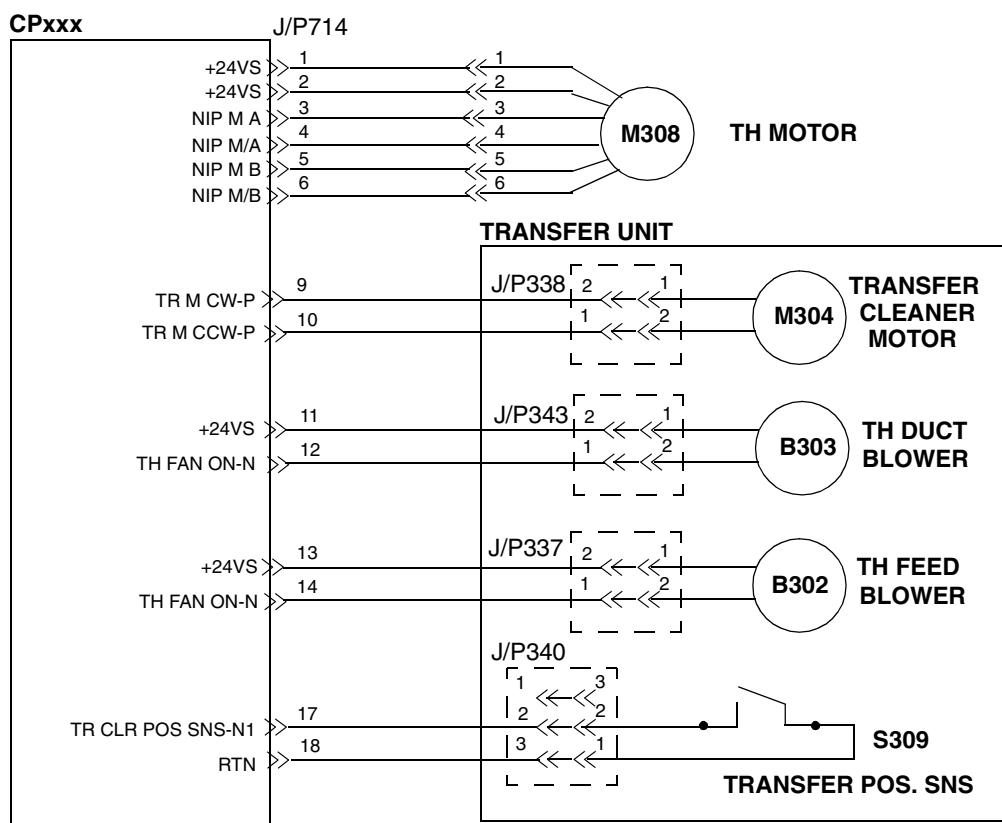 CPxxx
J/P714
+24VS 1 1
+24VS 2 2
NIP M A 3 3
NIP M/A 4 4
NIP M B 5 5
NIP M/B 6 6
M308
TH MOTOR
TRANSFER UNIT
J/P338
TR M CW-P 9 2 1
TR M CCW-P 10 1 2
M304
TRANSFER
CLEANER
MOTOR
J/P343
+24VS 11 2 1
TH FAN ON-N 12 1 2
B303
TH DUCT
BLOWER
J/P337
+24VS 13 2 1
TH FAN ON-N 14 1 2
B302
TH FEED
BLOWER
J/P340
1 3
TR CLR POS SNS-N1 17 2 2
RTN 18 3 1
S309
TRANSFER POS. SNS